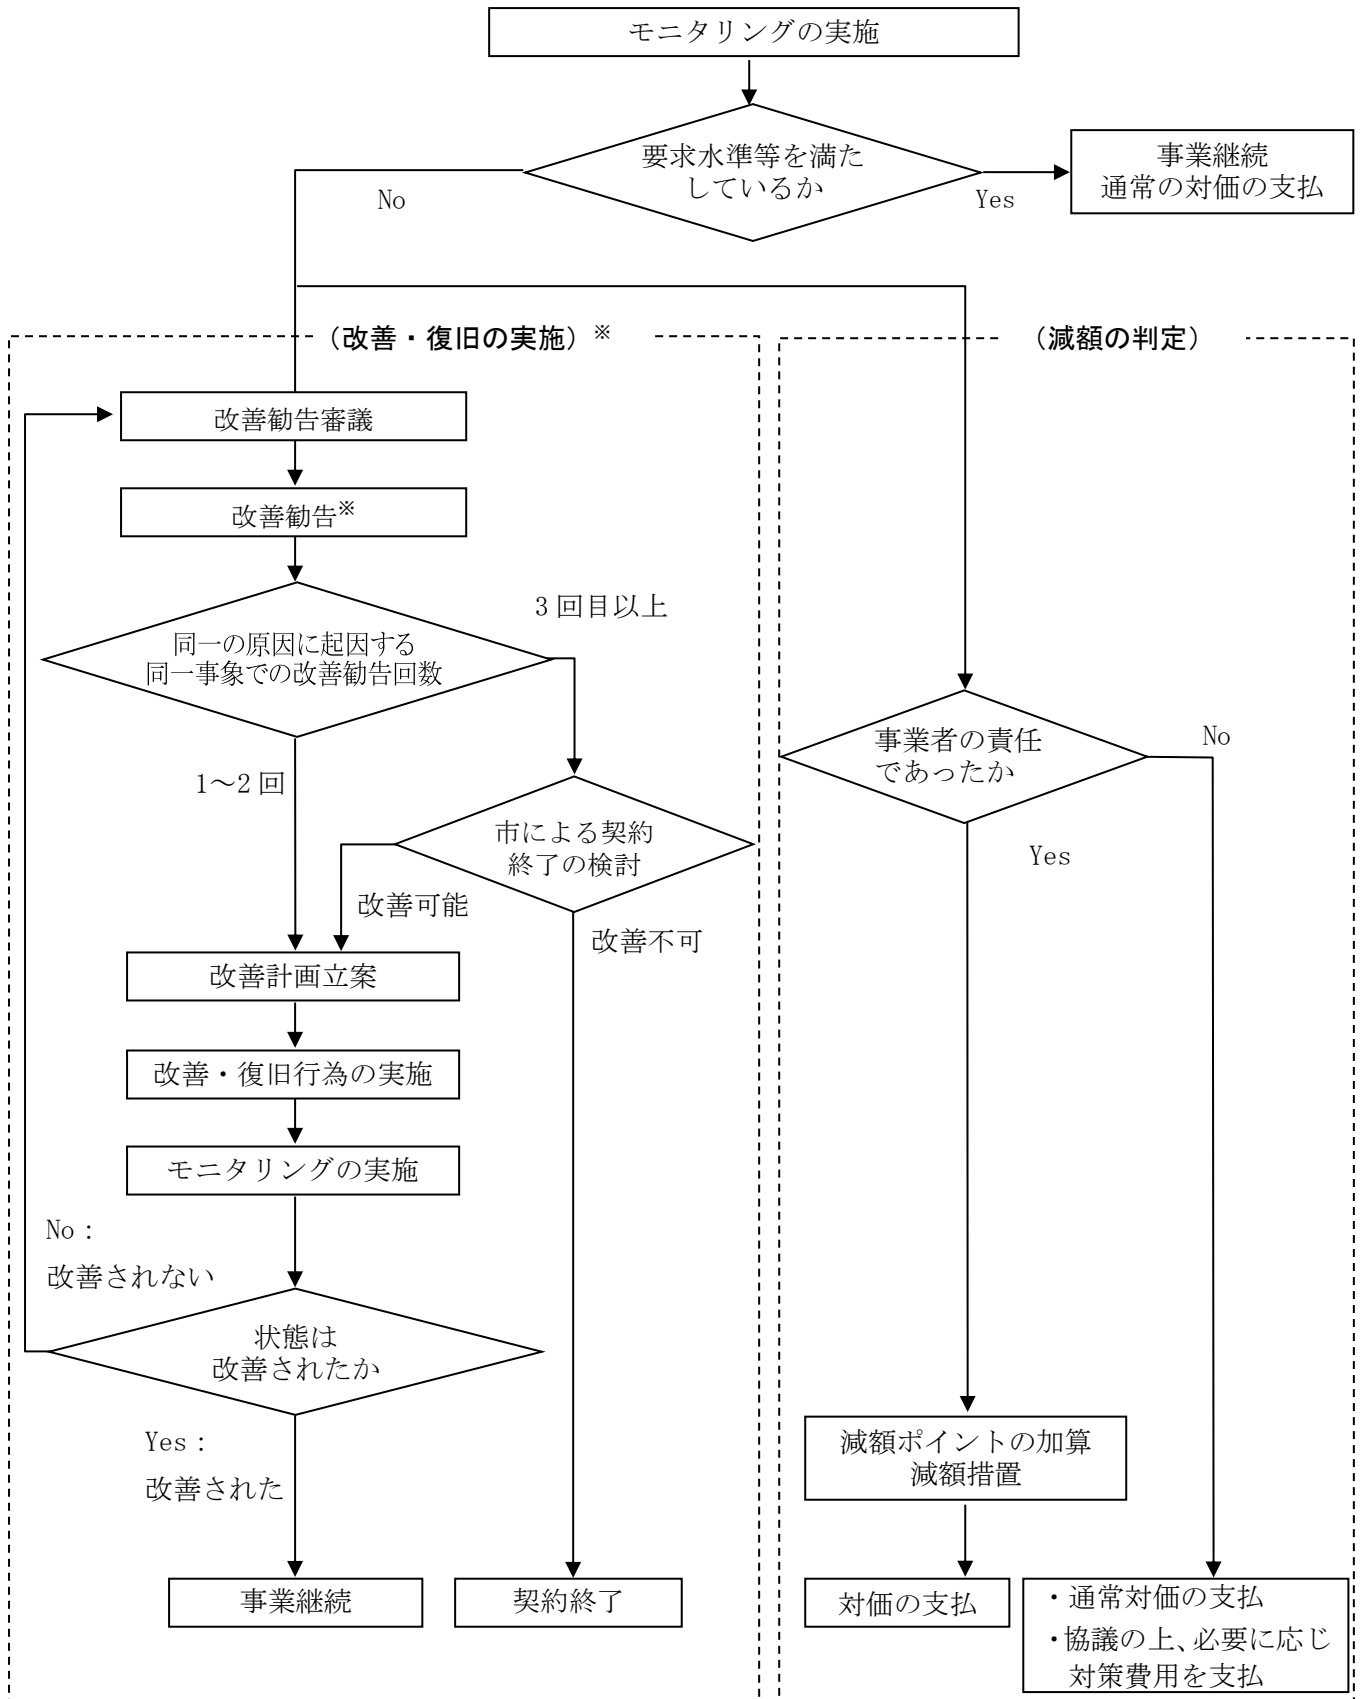 モニタリングの実施
要求水準等を満た
しているか
事業継続
通常の対価の支払
No
Yes
（改善・復旧の実施）※
（減額の判定）
改善勧告審議
改善勧告※
3 回目以上
同一の原因に起因する
同一事象での改善勧告回数
事業者の責任
であったか
No
1～2 回
市による契約
終了の検討
Yes
改善可能
改善不可
改善計画立案
改善・復旧行為の実施
モニタリングの実施
No：
改善されない
状態は
改善されたか
Yes：
改善された
減額ポイントの加算
減額措置
事業継続
契約終了
対価の支払
・通常対価の支払
・協議の上、必要に応じ
対策費用を支払